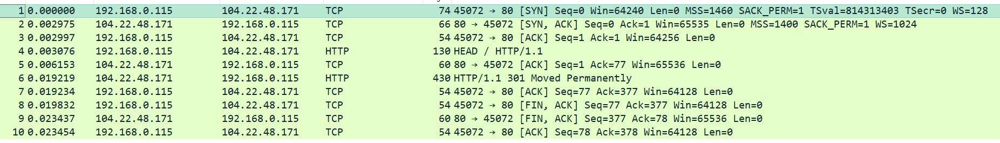 1 0.000000 192.168.0.115 104.22.48.171 TCP 74 45072 → 80 [SYN] Seq=0 Win=64240 Len=0 MSS=1460 SACK_PERM=1 TSval=814313403 TSecr=0 WS=128
2 0.002975 104.22.48.171 192.168.0.115 TCP 66 80 → 45072 [SYN, ACK] Seq=0 Ack=1 Win=65535 Len=0 MSS=1400 SACK_PERM=1 WS=1024
3 0.002997 192.168.0.115 104.22.48.171 TCP 54 45072 → 80 [ACK] Seq=1 Ack=1 Win=64256 Len=0
4 0.003076 192.168.0.115 104.22.48.171 HTTP 130 HEAD / HTTP/1.1
5 0.006153 104.22.48.171 192.168.0.115 TCP 60 80 → 45072 [ACK] Seq=1 Ack=77 Win=65536 Len=0
6 0.019219 104.22.48.171 192.168.0.115 HTTP 430 HTTP/1.1 301 Moved Permanently
7 0.019234 192.168.0.115 104.22.48.171 TCP 54 45072 → 80 [ACK] Seq=77 Ack=377 Win=64128 Len=0
8 0.019832 192.168.0.115 104.22.48.171 TCP 54 45072 → 80 [FIN, ACK] Seq=77 Ack=377 Win=64128 Len=0
9 0.023437 104.22.48.171 192.168.0.115 TCP 60 80 → 45072 [FIN, ACK] Seq=377 Ack=78 Win=65536 Len=0
10 0.023454 192.168.0.115 104.22.48.171 TCP 54 45072 → 80 [ACK] Seq=78 Ack=378 Win=64128 Len=0